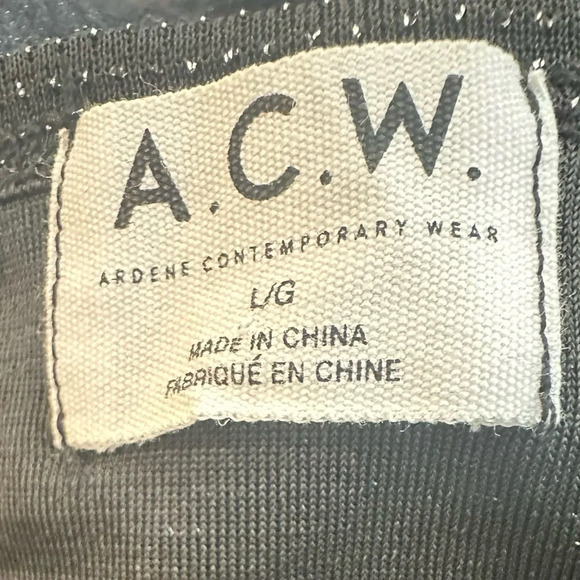 A.C.W.
ARDENE CONTEMPORARY WEAR
L/G
MADE IN CHINA
FABRIQUÉ EN CHINE